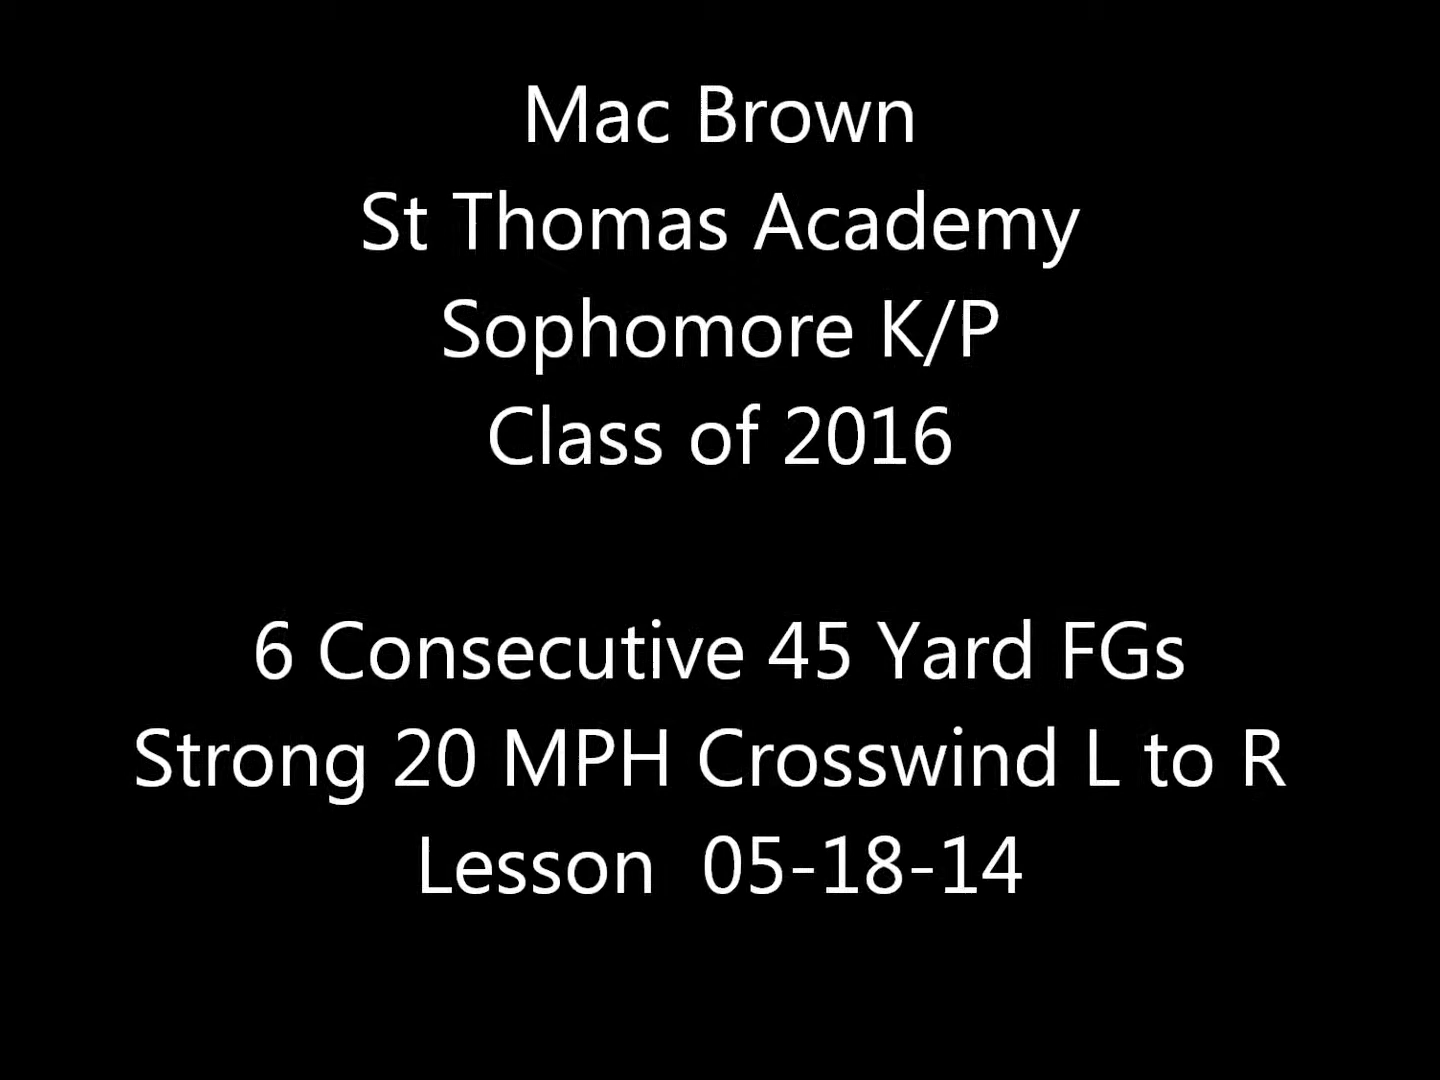 Mac Brown
St Thomas Academy
Sophomore K/P
Class of 2016
6 Consecutive 45 Yard FGs
Strong 20 MPH Crosswind L to R
Lesson  05-18-14